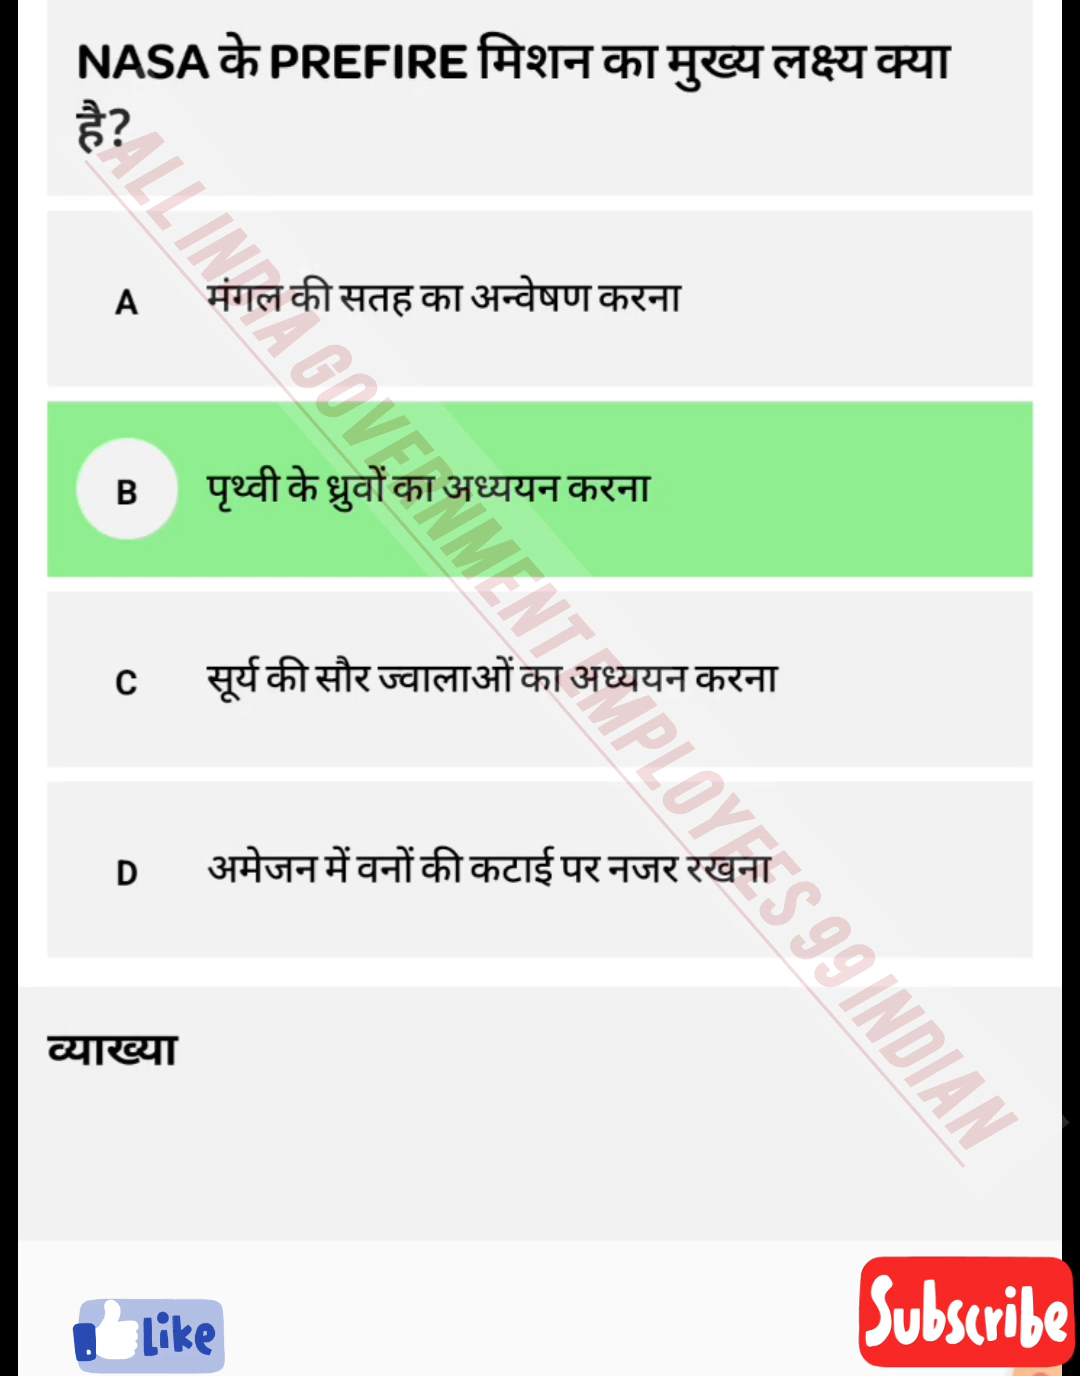 NASA के PREFIRE मिशन का मुख्य लक्ष्य क्या
है?
A मंगल की सतह का अन्वेषण करना
B पृथ्वी के ध्रुवों का अध्ययन करना
C सूर्य की सौर ज्वालाओं का अध्ययन करना
D अमेजन में वनों की कटाई पर नजर रखना
ALL INDIA GOVERNMENT EMPLOYEES 99 INDIAN
व्याख्या
Like
Subscribe